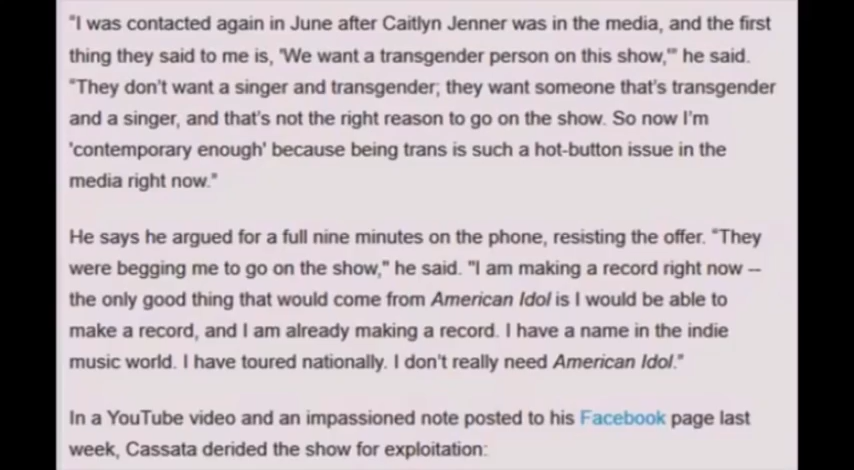 "I was contacted again in June after Caitlyn Jenner was in the media, and the first
thing they said to me is, 'We want a transgender person on this show,'" he said.
"They don't want a singer and transgender; they want someone that's transgender
and a singer, and that's not the right reason to go on the show. So now I'm
'contemporary enough' because being trans is such a hot-button issue in the
media right now."
He says he argued for a full nine minutes on the phone, resisting the offer. "They
were begging me to go on the show," he said. "I am making a record right now --
the only good thing that would come from American Idol is I would be able to
make a record, and I am already making a record. I have a name in the indie
music world. I have toured nationally. I don't really need American Idol."
In a YouTube video and an impassioned note posted to his Facebook page last
week, Cassata derided the show for exploitation: